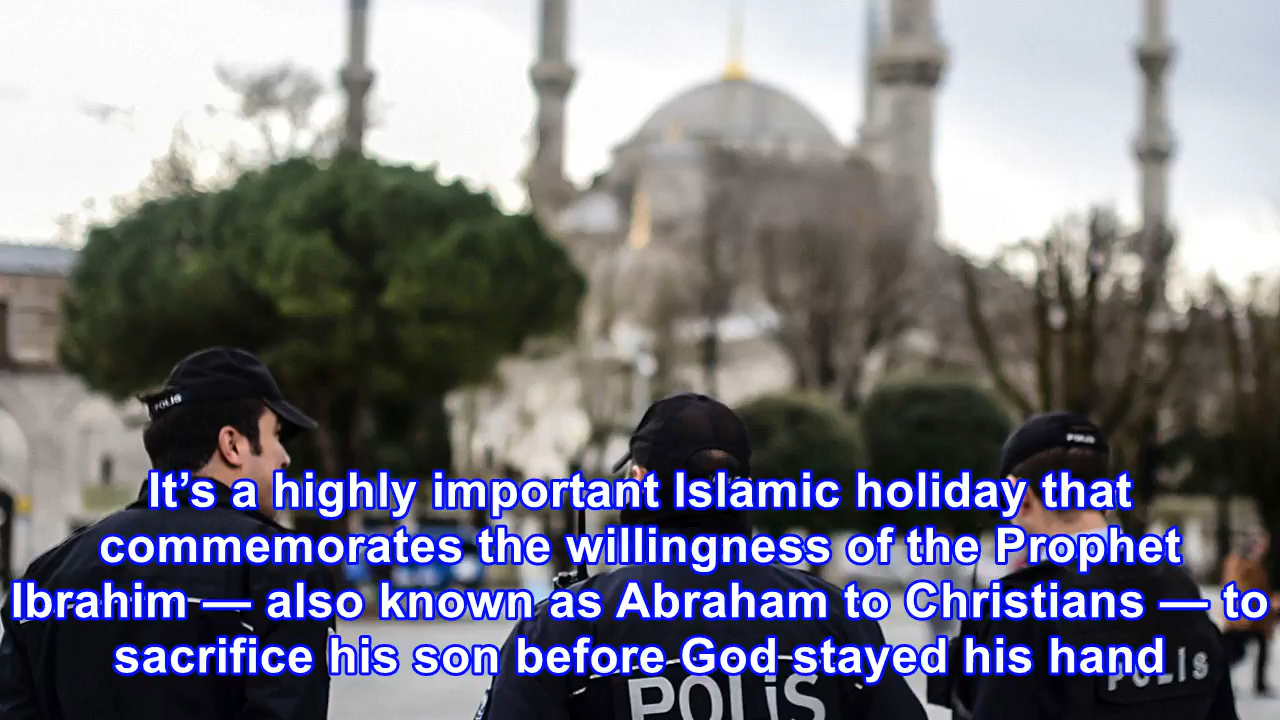 POLIS
POLIS
It’s a highly important Islamic holiday that
commemorates the willingness of the Prophet
Ibrahim — also known as Abraham to Christians — to
sacrifice his son before God stayed his hand
POLiS
POLIS